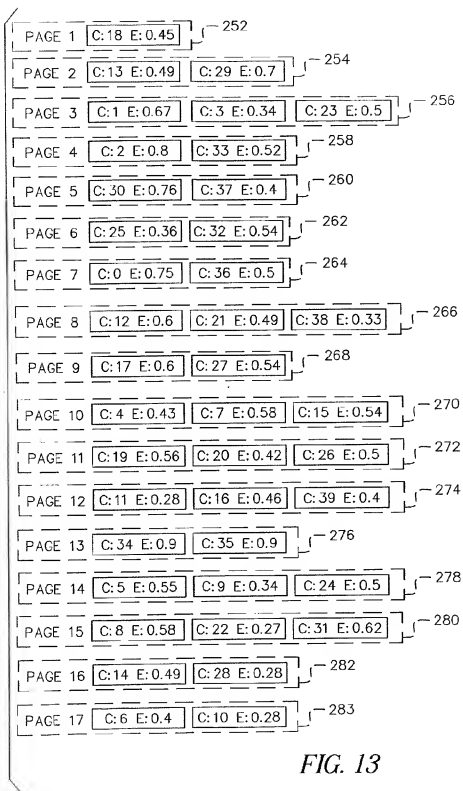 PAGE 1 C:18 E:0.45 252
PAGE 2 C:13 E:0.49 C:29 E:0.7 254
PAGE 3 C:1 E:0.67 C:3 E:0.34 C:23 E:0.5 256
PAGE 4 C:2 E:0.8 C:33 E:0.52 258
PAGE 5 C:30 E:0.76 C:37 E:0.4 260
PAGE 6 C:25 E:0.36 C:32 E:0.54 262
PAGE 7 C:0 E:0.75 C:36 E:0.5 264
PAGE 8 C:12 E:0.6 C:21 E:0.49 C:38 E:0.33 266
PAGE 9 C:17 E:0.6 C:27 E:0.54 268
PAGE 10 C:4 E:0.43 C:7 E:0.58 C:15 E:0.54 270
PAGE 11 C:19 E:0.56 C:20 E:0.42 C:26 E:0.5 272
PAGE 12 C:11 E:0.28 C:16 E:0.46 C:39 E:0.4 274
PAGE 13 C:34 E:0.9 C:35 E:0.9 276
PAGE 14 C:5 E:0.55 C:9 E:0.34 C:24 E:0.5 278
PAGE 15 C:8 E:0.58 C:22 E:0.27 C:31 E:0.62 280
PAGE 16 C:14 E:0.49 C:28 E:0.28 282
PAGE 17 C:6 E:0.4 C:10 E:0.28 283
FIG. 13